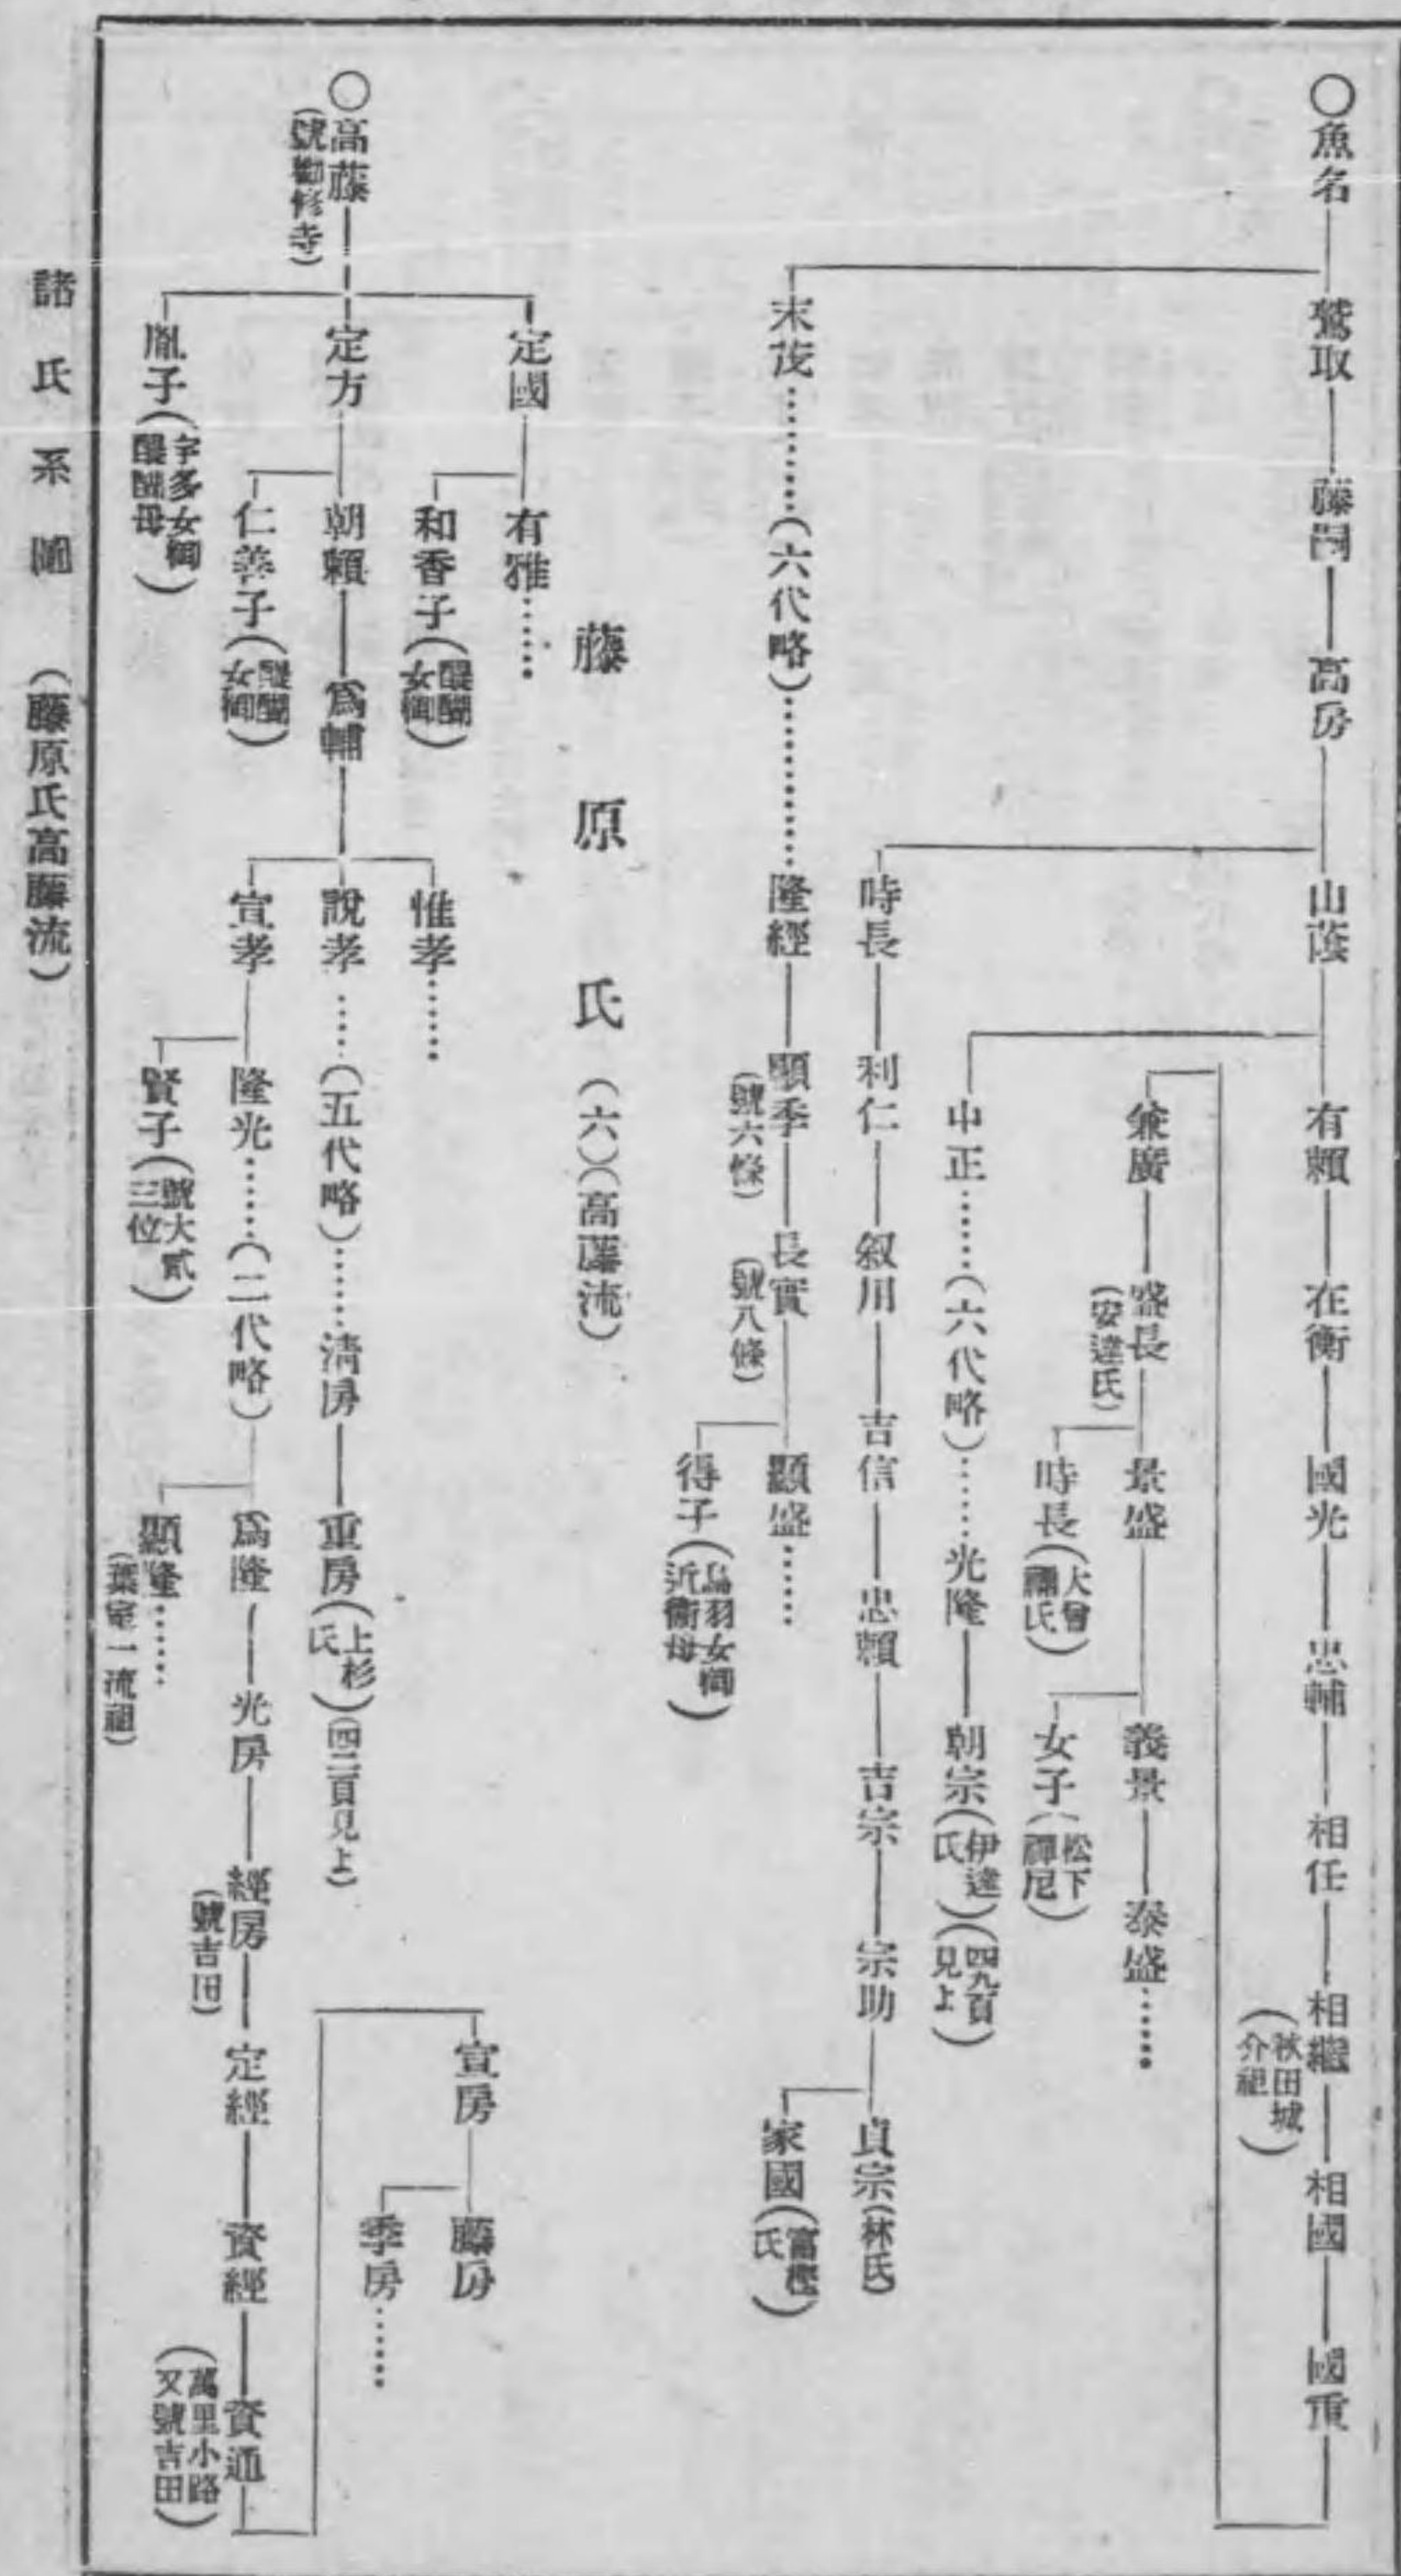 ○魚名―鷲取―藤嗣―高房―山蔭―有賴―在衡―國光―忠輔―相任―相繼―相國―國重
(秋田城介祖)
兼廣―盛長―景盛―義景―泰盛……
(安達氏)
時長(大曾禰氏)
女子(松下禪尼)
中正……(六代略)……光隆―朝宗(伊達氏)(四九頁見よ)
時長―利仁―叙用―吉信―忠賴―吉宗―宗助―貞宗(林氏)
家國(富樫氏)
末茂……(六代略)……隆經―顯季―長實―顯盛……
(號六條)
(號八條)
得子(鳥羽女御近衞母)
藤原氏(六〇)(高藤流)
定國―有雅……
和香子(醍醐女御)
○高藤―定方―朝賴―爲輔―說孝……(五代略)……清房―重房(上杉氏)(四二頁見よ)
(號勸修寺)
惟孝……
仁善子(醍醐女御)
宣孝―隆光……(二代略)―爲隆―光房―經房―定經―資經―資通
(號吉田)
(萬里小路又號吉田)
宣房―藤房
季房……
胤子(宇多女御醍醐母)
賢子(號大貳三位)
顯隆……
(葉室一流祖)
諸氏系圖 (藤原氏高藤流)